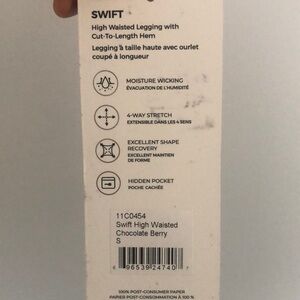 SWIFT
High Waisted Legging with
Cut-To-Length Hem
Legging à taille haute avec ourlet
coupé à longueur
MOISTURE WICKING
ÉVACUATION DE L'HUMIDITÉ
4-WAY STRETCH
EXTENSIBLE DANS LES 4 SENS
EXCELLENT SHAPE
RECOVERY
EXCELLENT MAINTIEN
DE FORME
HIDDEN POCKET
POCHE CACHÉE
11C0454
Swift High Waisted
Chocolate Berry
S
96539 24740
100% POST-CONSUMER PAPER
PAPIER POST-CONSOMMATION À 100 %